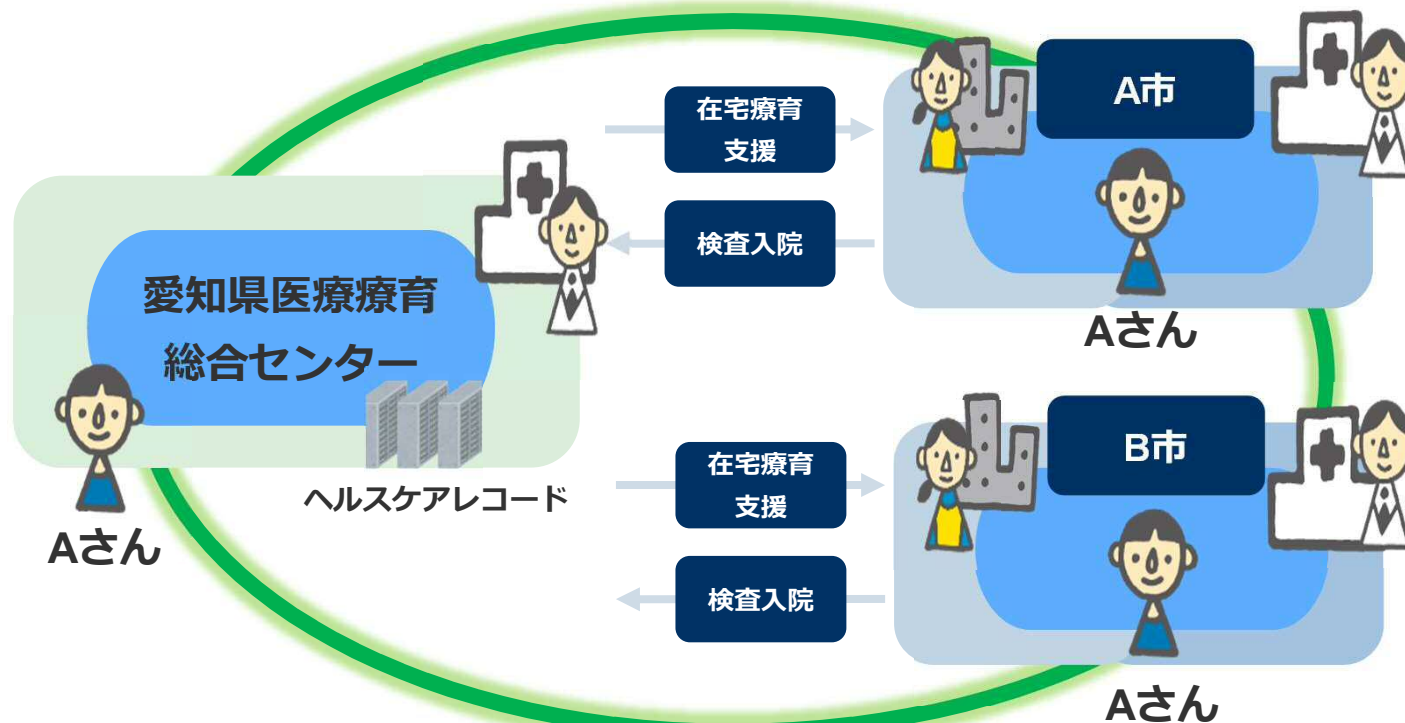 愛知県医療療育
総合センター
Aさん
ヘルスケアレコード
在宅療育
支援
検査入院
A市
Aさん
在宅療育
支援
検査入院
B市
Aさん